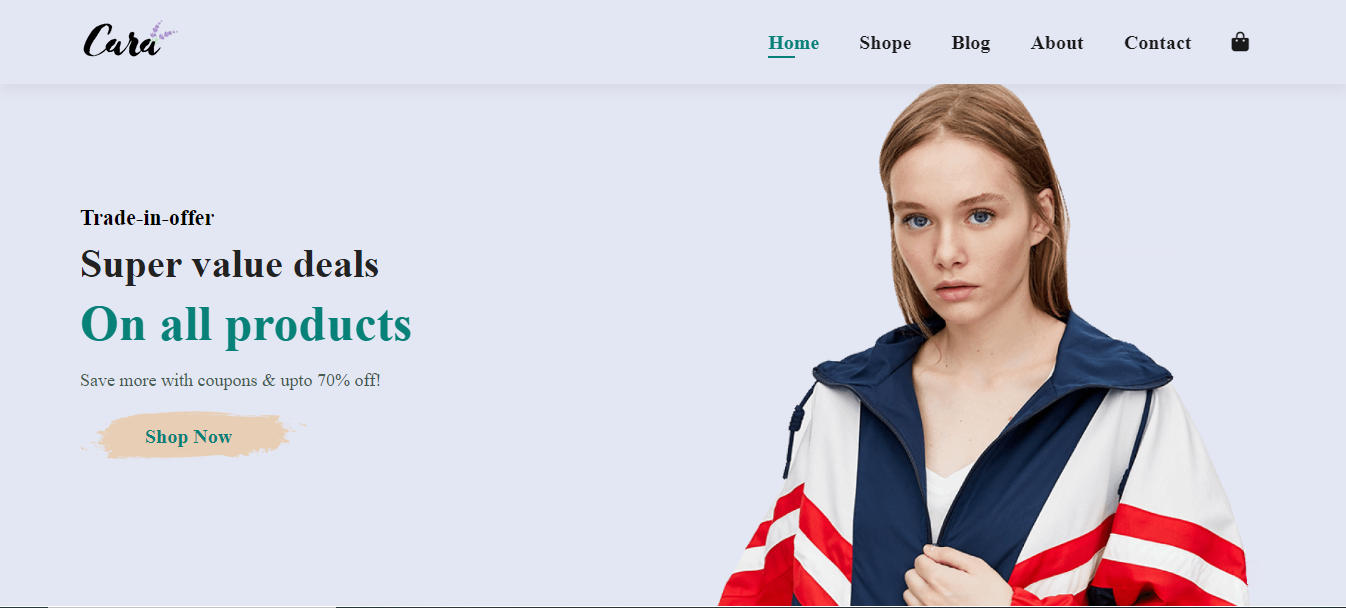 Cara
Home Shope Blog About Contact
Trade-in-offer
Super value deals
On all products
Save more with coupons & upto 70% off!
Shop Now